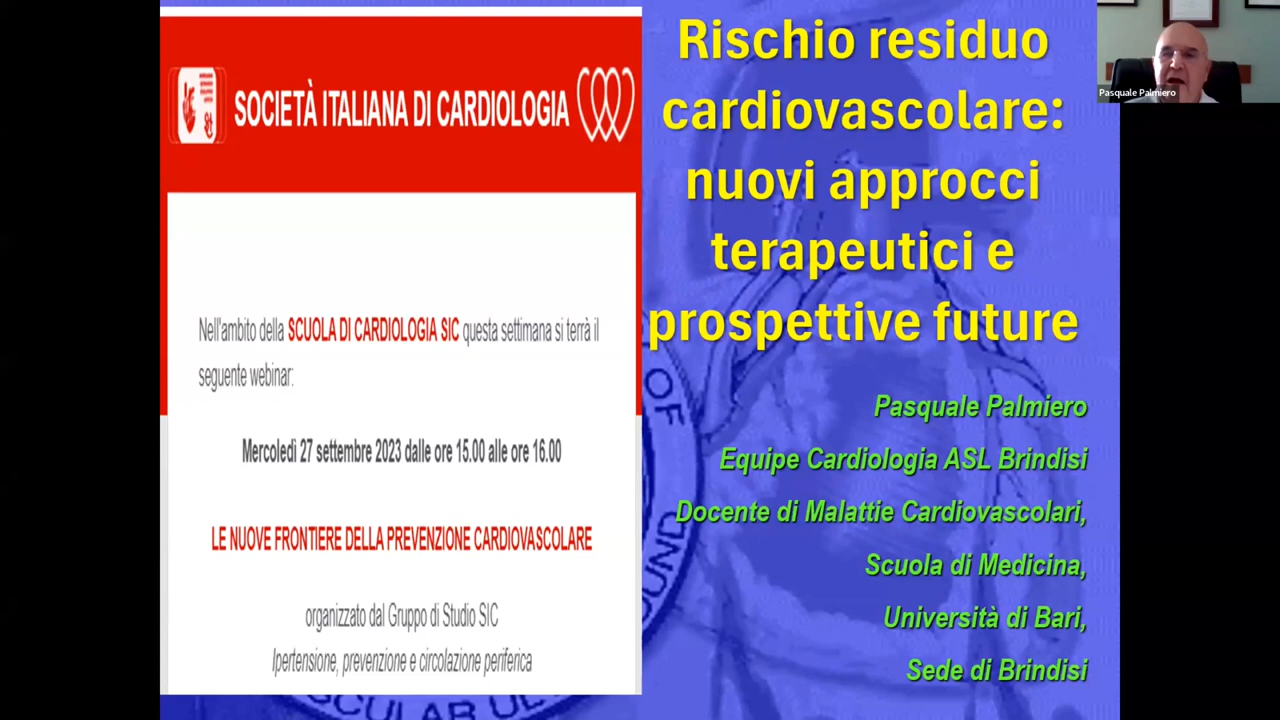 SOCIETÀ ITALIANA DI CARDIOLOGIA
Nell'ambito della SCUOLA DI CARDIOLOGIA SIC questa settimana si terrà il
seguente webinar:
Mercoledì 27 settembre 2023 dalle ore 15.00 alle ore 16.00
LE NUOVE FRONTIERE DELLA PREVENZIONE CARDIOVASCOLARE
organizzato dal Gruppo di Studio SIC
Ipertensione, prevenzione e circolazione periferica
Rischio residuo
cardiovascolare:
nuovi approcci
terapeutici e
prospettive future
Pasquale Palmiero
Equipe Cardiologia ASL Brindisi
Docente di Malattie Cardiovascolari,
Scuola di Medicina,
Università di Bari,
Sede di Brindisi
Pasquale Palmiero
OF